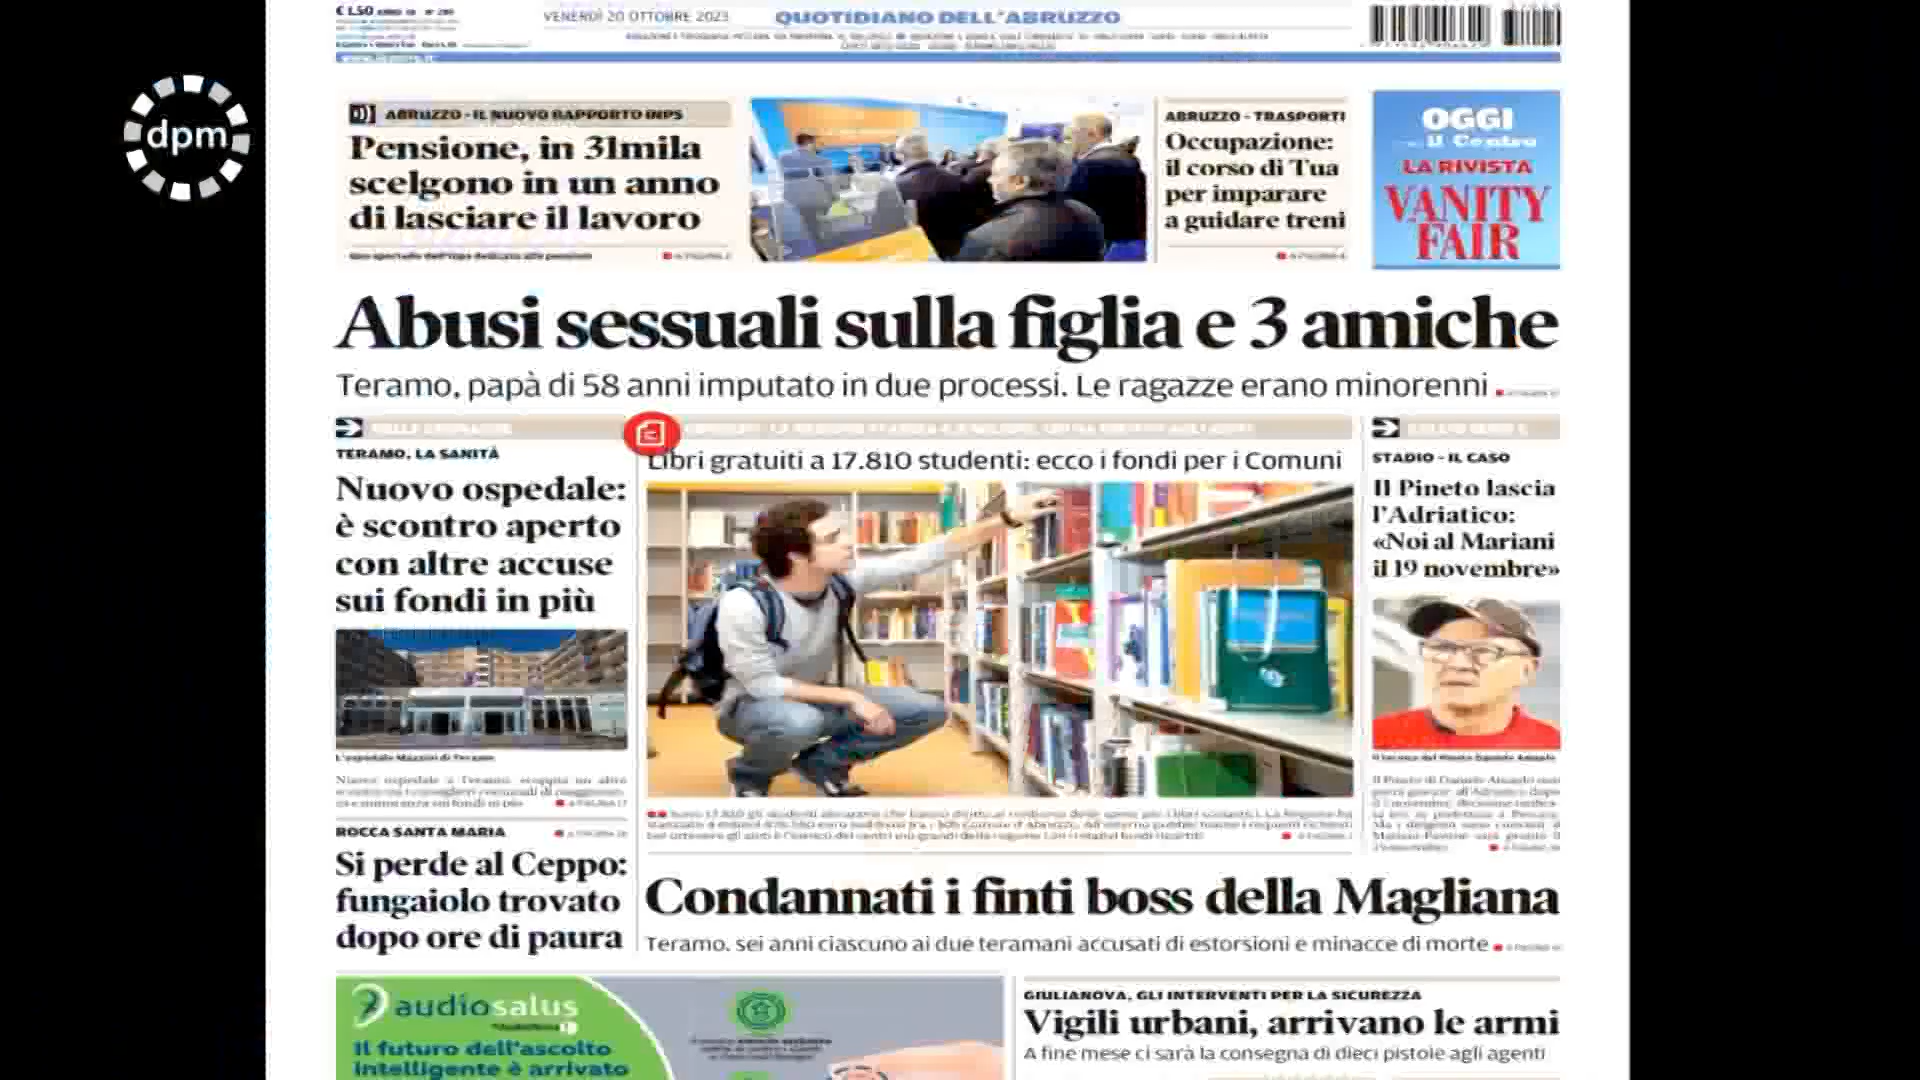 € 1.50
VENERDÌ 20 OTTOBRE 2023
QUOTIDIANO DELL'ABRUZZO
dpm
ABRUZZO - IL NUOVO RAPPORTO INPS
Pensione, in 31mila
scelgono in un anno
di lasciare il lavoro
ABRUZZO - TRASPORTI
Occupazione:
il corso di Tua
per imparare
a guidare treni
OGGI
il Centro
LA RIVISTA
VANITY
FAIR
Abusi sessuali sulla figlia e 3 amiche
Teramo, papà di 58 anni imputato in due processi. Le ragazze erano minorenni
TERAMO, LA SANITÀ
Nuovo ospedale:
è scontro aperto
con altre accuse
sui fondi in più
L'ospedale Mazzini di Teramo
ROCCA SANTA MARIA
Si perde al Ceppo:
fungaiolo trovato
dopo ore di paura
Libri gratuiti a 17.810 studenti: ecco i fondi per i Comuni
STADIO - IL CASO
Il Pineto lascia
l'Adriatico:
«Noi al Mariani
il 19 novembre»
Condannati i finti boss della Magliana
Teramo, sei anni ciascuno ai due teramani accusati di estorsioni e minacce di morte
audiosalus
Il futuro dell'ascolto
intelligente è arrivato
GIULIANOVA, GLI INTERVENTI PER LA SICUREZZA
Vigili urbani, arrivano le armi
A fine mese ci sarà la consegna di dieci pistole agli agenti